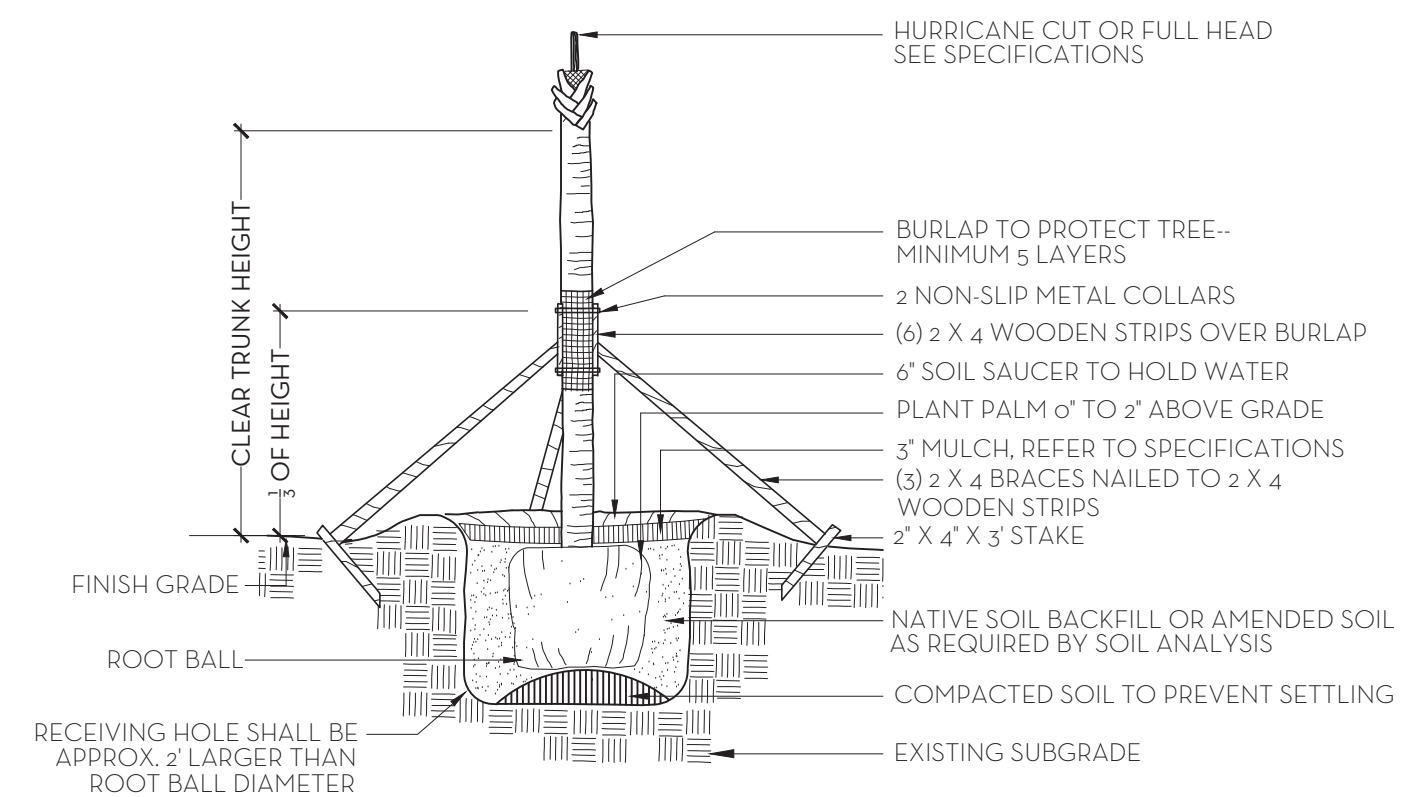 HURRICANE CUT OR FULL HEAD
SEE SPECIFICATIONS
CLEAR TRUNK HEIGHT
1/3 OF HEIGHT
BURLAP TO PROTECT TREE--
MINIMUM 5 LAYERS
2 NON-SLIP METAL COLLARS
(6) 2 X 4 WOODEN STRIPS OVER BURLAP
6" SOIL SAUCER TO HOLD WATER
PLANT PALM 0" TO 2" ABOVE GRADE
3" MULCH, REFER TO SPECIFICATIONS
(3) 2 X 4 BRACES NAILED TO 2 X 4
WOODEN STRIPS
2" X 4" X 3' STAKE
FINISH GRADE
ROOT BALL
RECEIVING HOLE SHALL BE
APPROX. 2' LARGER THAN
ROOT BALL DIAMETER
NATIVE SOIL BACKFILL OR AMENDED SOIL
AS REQUIRED BY SOIL ANALYSIS
COMPACTED SOIL TO PREVENT SETTLING
EXISTING SUBGRADE